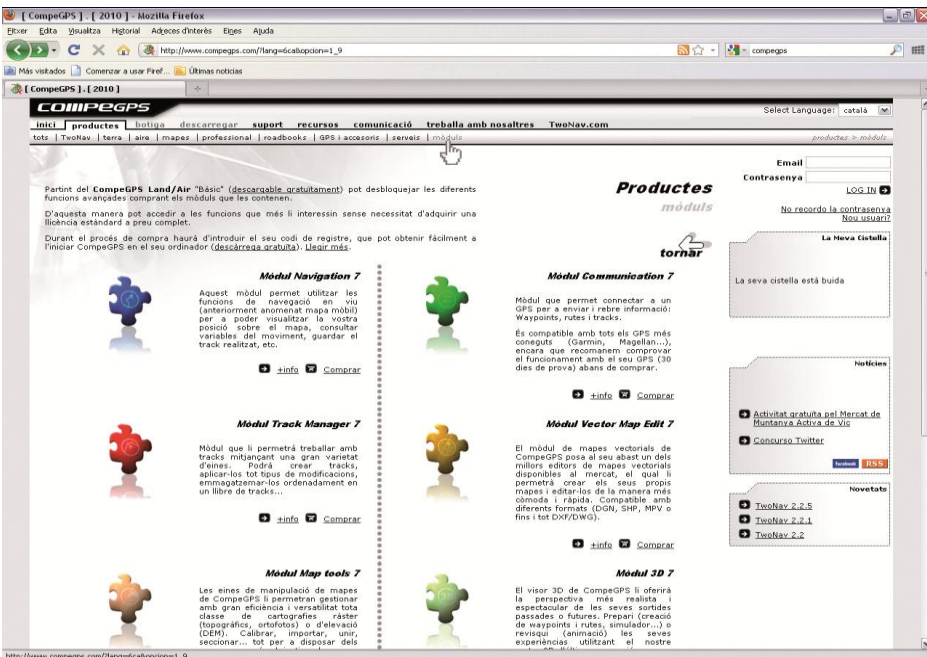 [ CompeGPS ] . [ 2010 ] - Mozilla Firefox
Fitxer Edita Visualitza Historial Adreces d'interès Eines Ajuda
http://www.compegps.com/?lang=6ca&opcion=1_9
compegps
Más visitados Comenzar a usar Firef... Últimas noticias
[ CompeGPS ] . [ 2010 ]
COMPEGPS
Select Language: català
inici productes botiga descarregar suport recursos comunicació treballa amb nosaltres TwoNav.com
tots | TwoNav | terra | aire | mapes | professional | roadbooks | GPS i accesoris | serveis | mòduls
productes > mòduls
Email
Contrasenya
LOG IN
No recordo la contrasenya
Nou usuari?
Productes
mòduls
tornar
Partint del CompeGPS Land/Air "Bàsic" (descargable gratuïtament) pot desbloquejar les diferents
funcions avançades comprant els mòduls que les contenen.
D'aquesta manera pot accedir a les funcions que més li interessin sense necessitat d'adquirir una
llicència estàndard a preu complet.
Durant el procés de compra haurà d'introduir el seu codi de registre, que pot obtenir fàcilment a
l'iniciar CompeGPS en el seu ordinador (descàrrega gratuïta). Llegir més.
Mòdul Navigation 7
Aquest mòdul permet utilitzar les
funcions de navegació en viu
(anteriorment anomenat mapa mòbil)
per a poder visualitzar la vostra
posició sobre el mapa, consultar
variables del moviment, guardar el
track realitzat, etc.
+info Comprar
Mòdul Communication 7
Mòdul que permet connectar a un
GPS per a enviar i rebre informació:
Waypoints, rutes i tracks.
És compatible amb tots els GPS més
coneguts (Garmin, Magellan...),
encara que recomanem comprovar
el funcionament amb el seu GPS (30
dies de prova) abans de comprar.
+info Comprar
Mòdul Track Manager 7
Mòdul que li permetrà treballar amb
tracks mitjançant una gran varietat
d'eines. Podrà crear tracks,
aplicar-los tot tipus de modificacions,
emmagatzemar-los ordenadament en
un llibre de tracks...
+info Comprar
Mòdul Vector Map Edit 7
El mòdul de mapes vectorials de
CompeGPS posa al seu abast un dels
millors editors de mapes vectorials
disponibles al mercat, el qual li
permetrà crear els seus propis
mapes i editar-los de la manera més
còmoda i ràpida. Compatible amb
diferents formats (DGN, SHP, MPV o
fins i tot DXF/DWG).
+info Comprar
Mòdul Map tools 7
Les eines de manipulació de mapes
de CompeGPS li permetran gestionar
amb gran eficiència i versatilitat tota
classe de cartografies ràster
(topogràfics, ortofotos) o d'elevació
(DEM). Calibrar, importar, unir,
seccionar... tot per a disposar dels
Mòdul 3D 7
El visor 3D de CompeGPS li oferirà
la perspectiva més realista i
espectacular de les seves sortides
passades o futures. Prepari (creació
de waypoints i rutes, simulador...) o
revisqui (animació) les seves
experiències utilitzant el nostre
La Meva Cistella
La seva cistella està buida
Notícies
Activitat gratuïta pel Mercat de
Muntanya Activa de Vic
Concurso Twitter
facebook RSS
Novetats
TwoNav 2.2.5
TwoNav 2.2.1
TwoNav 2.2
http://www.compegps.com/?lang=6ca&opcion=1_9